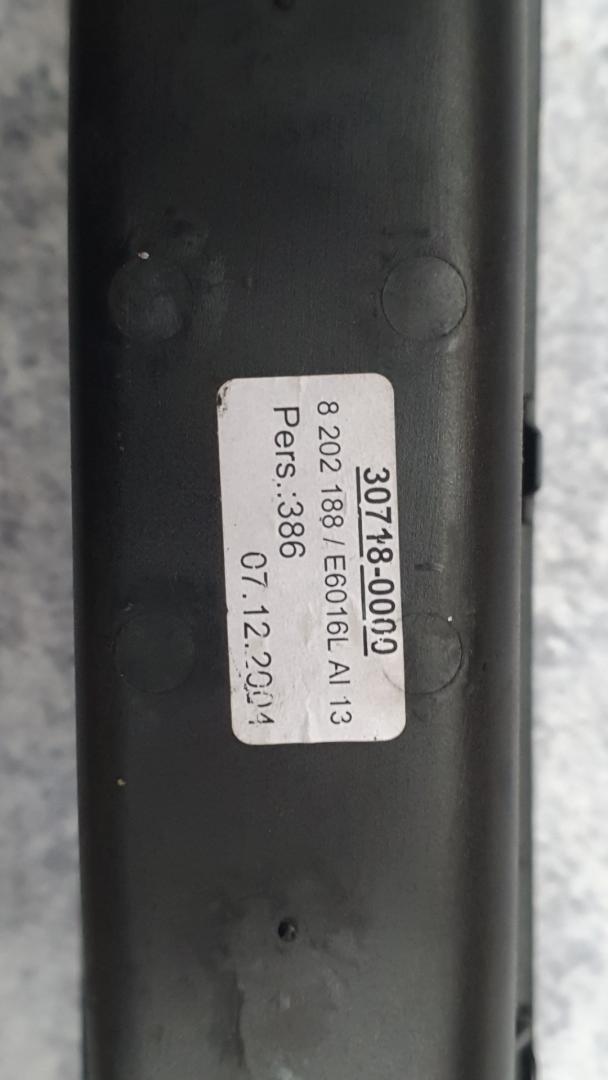 30718-0000
8 202 188 / E6016L AI 13
Pers.:386
07.12.2004